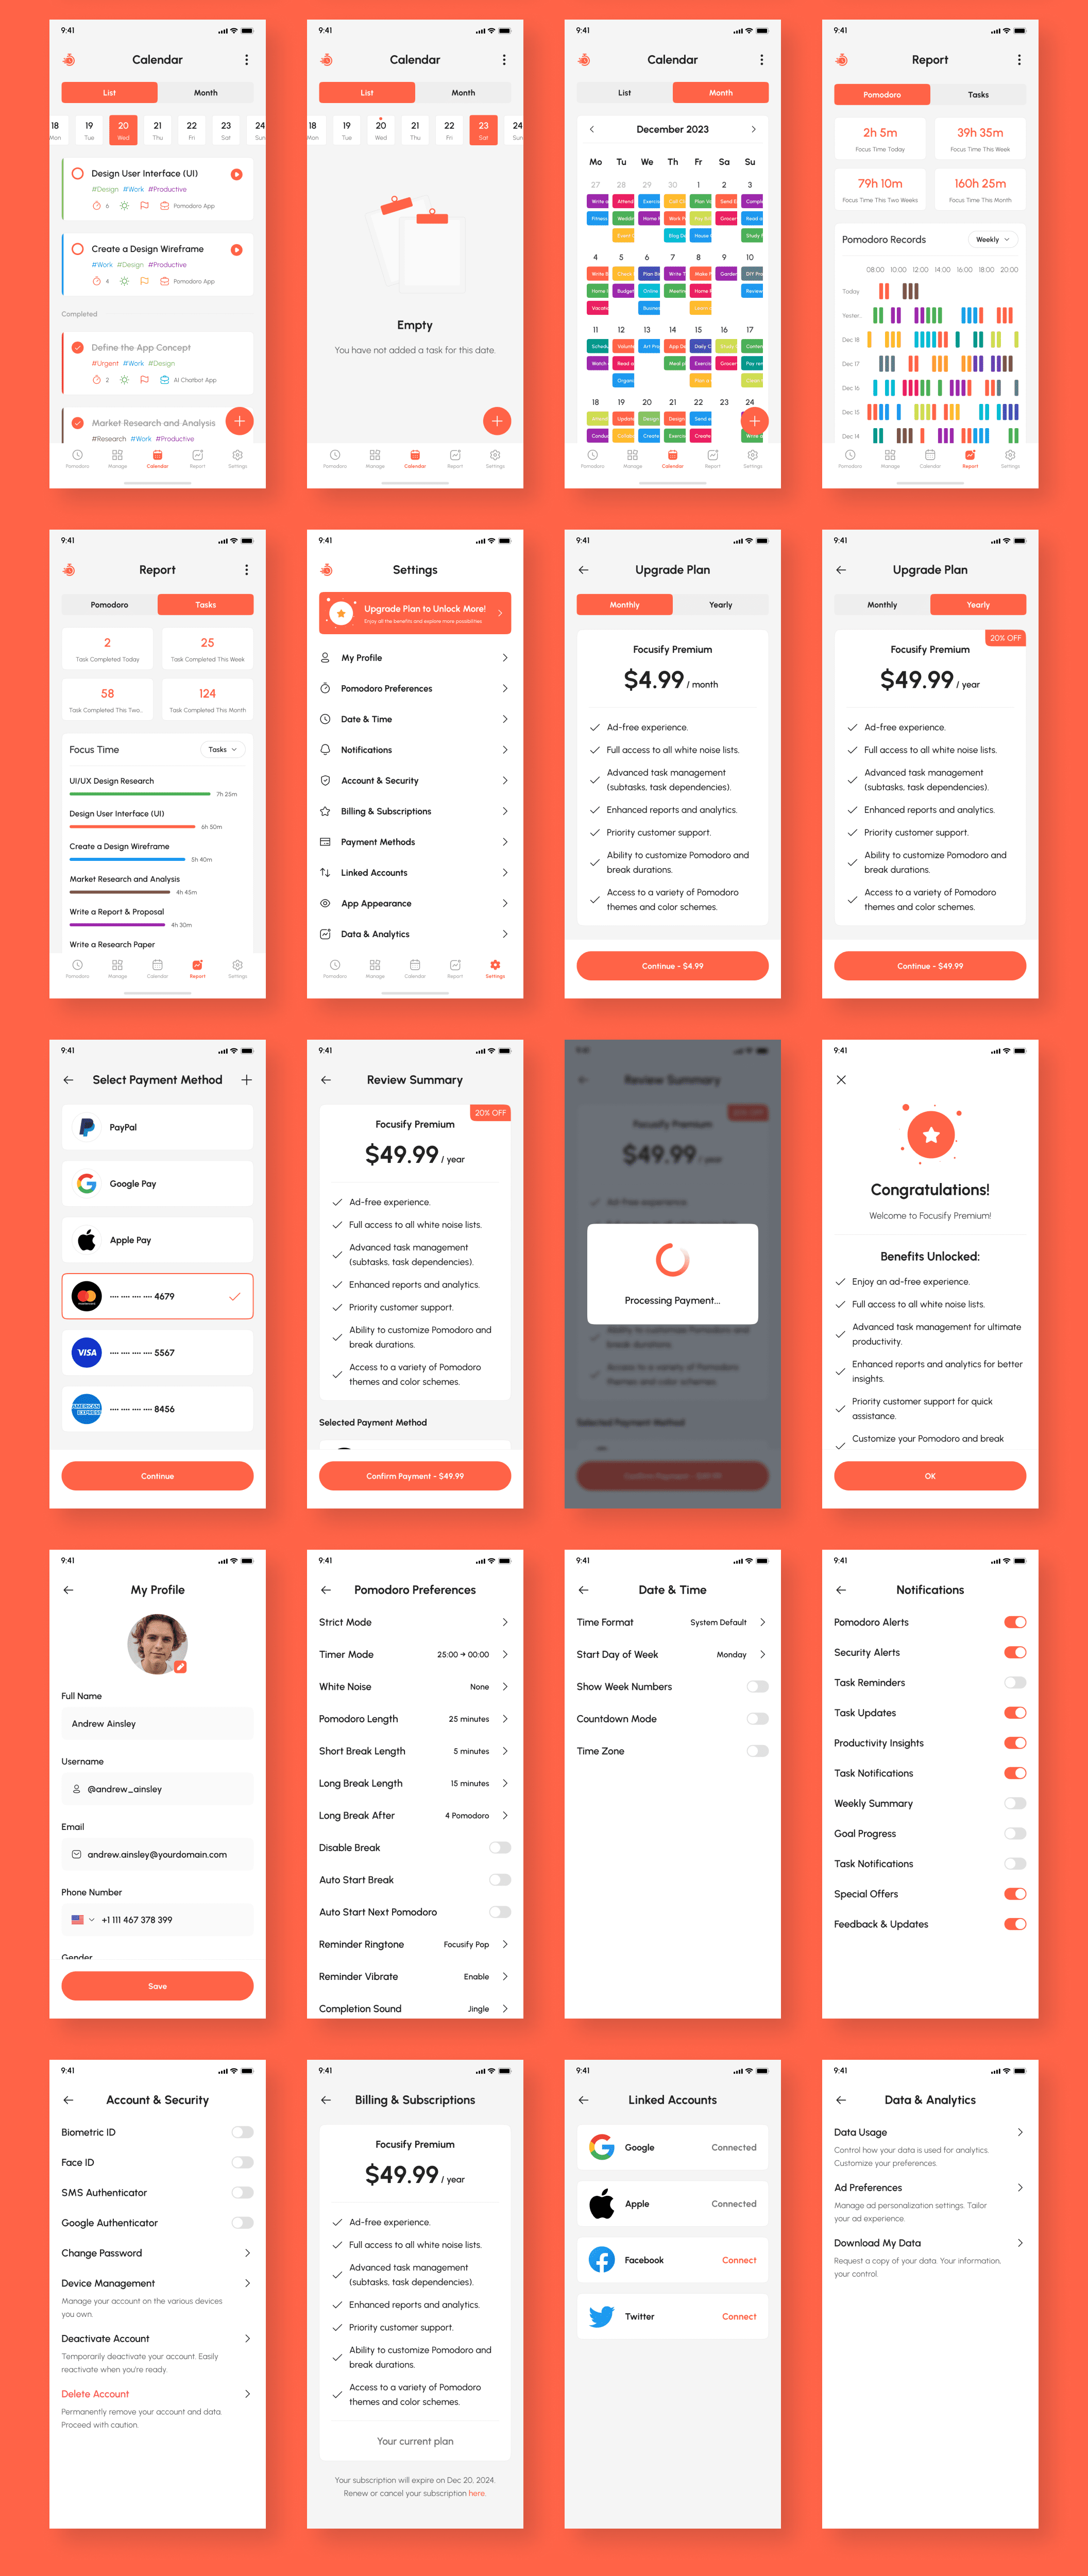 9:41
Calendar
List
Month
18 19 20 21 22 23 24
Mon Tue Wed Thu Fri Sat Sun
Design User Interface (UI)
#Design #Work #Productive
6 Pomodoro App
Create a Design Wireframe
#Work #Design #Productive
4 Pomodoro App
Completed
Define the App Concept
#Urgent #Work #Design
2 AI Chatbot App
Market Research and Analysis
#Research #Work #Productive
Pomodoro Manage Calendar Report Settings
9:41
Calendar
List
Month
18 19 20 21 22 23 24
Mon Tue Wed Thu Fri Sat Sun
Empty
You have not added a task for this date.
Pomodoro Manage Calendar Report Settings
9:41
Calendar
List
Month
December 2023
Mo Tu We Th Fr Sa Su
27 28 29 30 1 2 3
4 5 6 7 8 9 10
11 12 13 14 15 16 17
18 19 20 21 22 23 24
Pomodoro Manage Calendar Report Settings
9:41
Report
Pomodoro
Tasks
2h 5m
Focus Time Today
39h 35m
Focus Time This Week
79h 10m
Focus Time This Two Weeks
160h 25m
Focus Time This Month
Pomodoro Records
Weekly
08:00 10:00 12:00 14:00 16:00 18:00 20:00
Today
Yester...
Dec 18
Dec 17
Dec 16
Dec 15
Dec 14
Pomodoro Manage Calendar Report Settings
9:41
Report
Pomodoro
Tasks
2
Task Completed Today
25
Task Completed This Week
58
Task Completed This Two...
124
Task Completed This Month
Focus Time
Tasks
UI/UX Design Research
7h 25m
Design User Interface (UI)
6h 50m
Create a Design Wireframe
5h 40m
Market Research and Analysis
4h 45m
Write a Report & Proposal
4h 30m
Write a Research Paper
Pomodoro Manage Calendar Report Settings
9:41
Settings
Upgrade Plan to Unlock More!
Enjoy all the benefits and explore more possibilities
My Profile
Pomodoro Preferences
Date & Time
Notifications
Account & Security
Billing & Subscriptions
Payment Methods
Linked Accounts
App Appearance
Data & Analytics
Pomodoro Manage Calendar Report Settings
9:41
Upgrade Plan
Monthly
Yearly
Focusify Premium
$4.99 / month
Ad-free experience.
Full access to all white noise lists.
Advanced task management
(subtasks, task dependencies).
Enhanced reports and analytics.
Priority customer support.
Ability to customize Pomodoro and
break durations.
Access to a variety of Pomodoro
themes and color schemes.
Continue - $4.99
9:41
Upgrade Plan
Monthly
Yearly
20% OFF
Focusify Premium
$49.99 / year
Ad-free experience.
Full access to all white noise lists.
Advanced task management
(subtasks, task dependencies).
Enhanced reports and analytics.
Priority customer support.
Ability to customize Pomodoro and
break durations.
Access to a variety of Pomodoro
themes and color schemes.
Continue - $49.99
9:41
Select Payment Method
PayPal
Google Pay
Apple Pay
•••• •••• •••• •••• 4679
VISA •••• •••• •••• •••• 5567
AMERICAN EXPRESS •••• •••• •••• •••• 8456
Continue
9:41
Review Summary
20% OFF
Focusify Premium
$49.99 / year
Ad-free experience.
Full access to all white noise lists.
Advanced task management
(subtasks, task dependencies).
Enhanced reports and analytics.
Priority customer support.
Ability to customize Pomodoro and
break durations.
Access to a variety of Pomodoro
themes and color schemes.
Selected Payment Method
Confirm Payment - $49.99
Review Summary
Focusify Premium
$49.99 / year
Processing Payment...
9:41
Congratulations!
Welcome to Focusify Premium!
Benefits Unlocked:
Enjoy an ad-free experience.
Full access to all white noise lists.
Advanced task management for ultimate
productivity.
Enhanced reports and analytics for better
insights.
Priority customer support for quick
assistance.
Customize your Pomodoro and break
OK
9:41
My Profile
Full Name
Andrew Ainsley
Username
@andrew_ainsley
Email
andrew.ainsley@yourdomain.com
Phone Number
+1 111 467 378 399
Gender
Save
9:41
Pomodoro Preferences
Strict Mode
Timer Mode 25:00 → 00:00
White Noise None
Pomodoro Length 25 minutes
Short Break Length 5 minutes
Long Break Length 15 minutes
Long Break After 4 Pomodoro
Disable Break
Auto Start Break
Auto Start Next Pomodoro
Reminder Ringtone Focusify Pop
Reminder Vibrate Enable
Completion Sound Jingle
9:41
Date & Time
Time Format System Default
Start Day of Week Monday
Show Week Numbers
Countdown Mode
Time Zone
9:41
Notifications
Pomodoro Alerts
Security Alerts
Task Reminders
Task Updates
Productivity Insights
Task Notifications
Weekly Summary
Goal Progress
Task Notifications
Special Offers
Feedback & Updates
9:41
Account & Security
Biometric ID
Face ID
SMS Authenticator
Google Authenticator
Change Password
Device Management
Manage your account on the various devices
you own.
Deactivate Account
Temporarily deactivate your account. Easily
reactivate when you're ready.
Delete Account
Permanently remove your account and data.
Proceed with caution.
9:41
Billing & Subscriptions
Focusify Premium
$49.99 / year
Ad-free experience.
Full access to all white noise lists.
Advanced task management
(subtasks, task dependencies).
Enhanced reports and analytics.
Priority customer support.
Ability to customize Pomodoro and
break durations.
Access to a variety of Pomodoro
themes and color schemes.
Your current plan
Your subscription will expire on Dec 20, 2024.
Renew or cancel your subscription here.
9:41
Linked Accounts
Google Connected
Apple Connected
Facebook Connect
Twitter Connect
9:41
Data & Analytics
Data Usage
Control how your data is used for analytics.
Customize your preferences.
Ad Preferences
Manage ad personalization settings. Tailor
your ad experience.
Download My Data
Request a copy of your data. Your information,
your control.